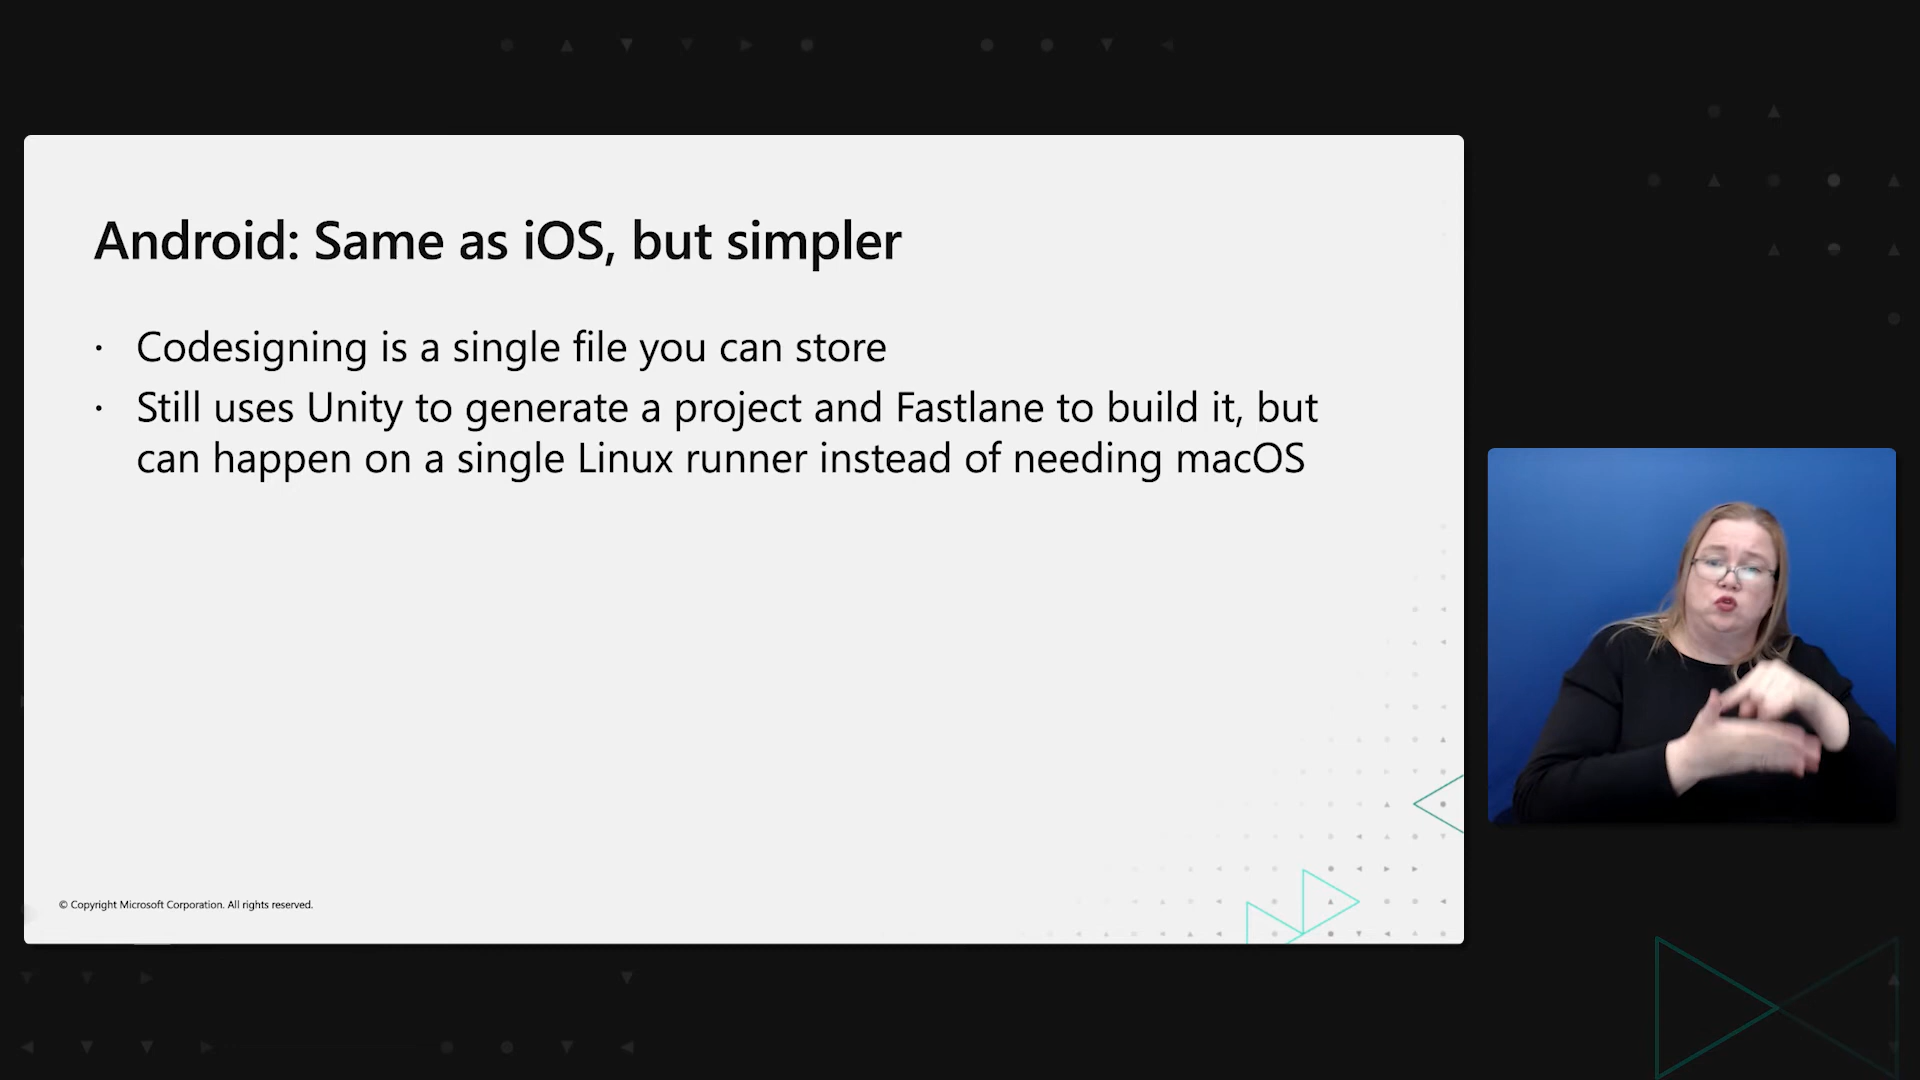 Android: Same as iOS, but simpler
· Codesigning is a single file you can store
· Still uses Unity to generate a project and Fastlane to build it, but
can happen on a single Linux runner instead of needing macOS
© Copyright Microsoft Corporation. All rights reserved.